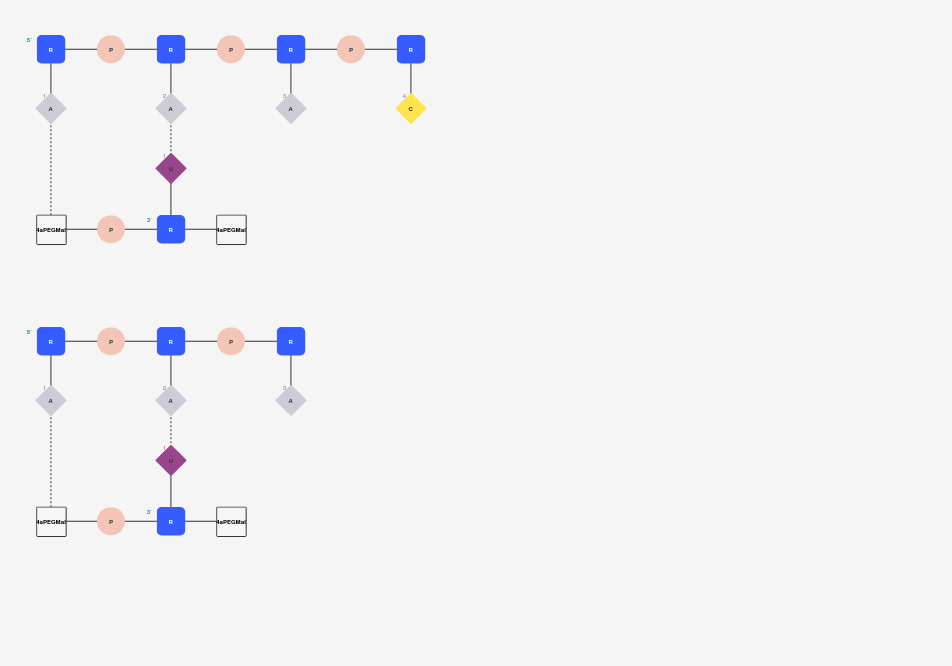 5' R P R P R P R
1 2 3 4
A A A C
1
U
3'
4aPEGMal P R 4aPEGMal
5' R P R P R
1 2 3
A A A
1
U
3'
4aPEGMal P R 4aPEGMal